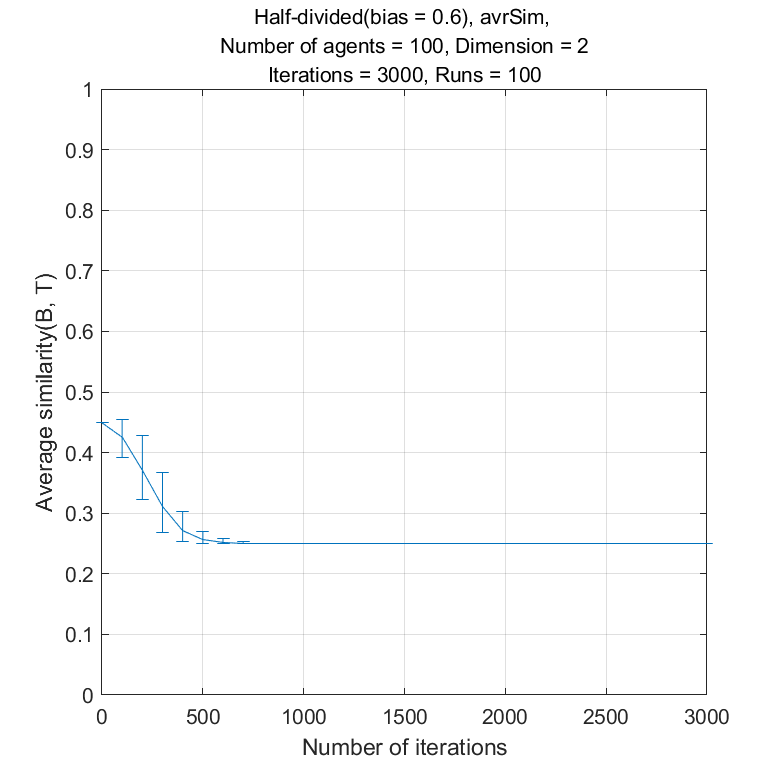 Half-divided(bias = 0.6), avrSim,
Number of agents = 100, Dimension = 2
Iterations = 3000, Runs = 100
1
0.9
0.8
0.7
0.6
0.5
0.4
0.3
0.2
0.1
0
Average similarity(B, T)
0 500 1000 1500 2000 2500 3000
Number of iterations